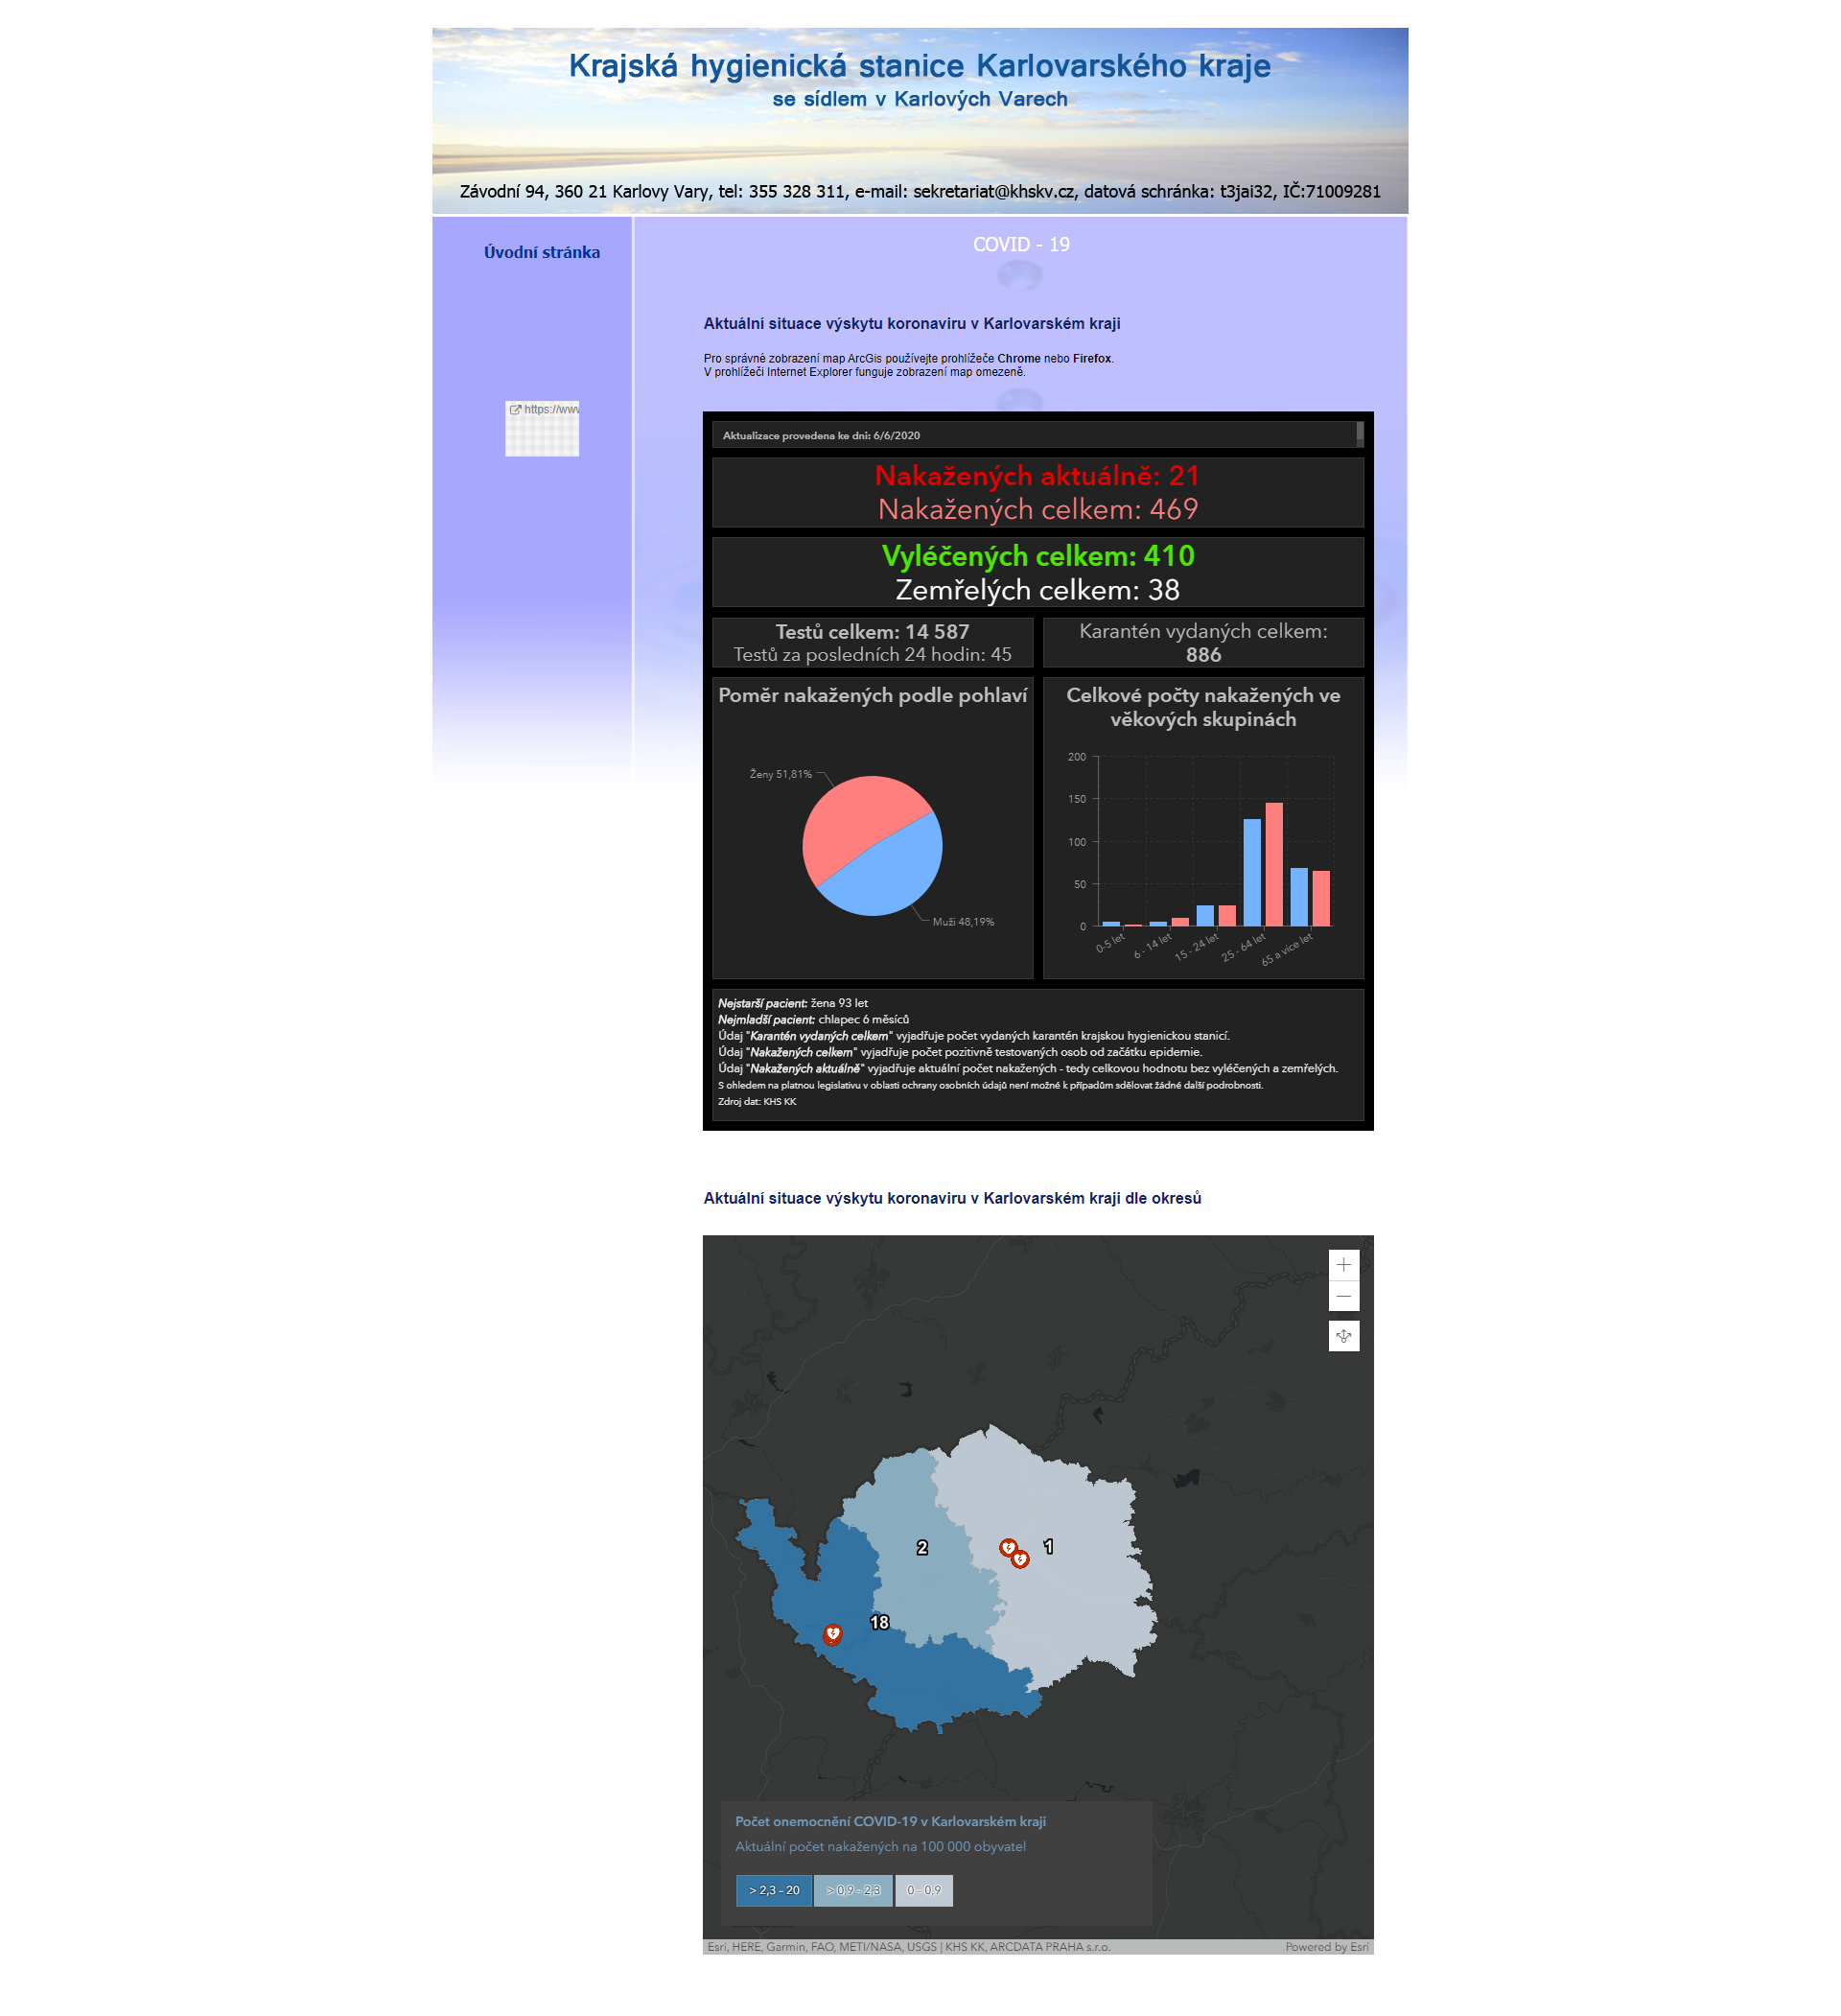 Krajská hygienická stanice Karlovarského kraje
se sídlem v Karlových Varech
Závodní 94, 360 21 Karlovy Vary, tel: 355 328 311, e-mail: sekretariat@khskv.cz, datová schránka: t3jai32, IČ:71009281
Úvodní stránka
https://www
COVID - 19
Aktuální situace výskytu koronaviru v Karlovarském kraji
Pro správné zobrazení map ArcGis používejte prohlížeče Chrome nebo Firefox.
V prohlížeči Internet Explorer funguje zobrazení map omezeně.
Aktualizace provedena ke dni: 6/6/2020
Nakažených aktuálně: 21
Nakažených celkem: 469
Vyléčených celkem: 410
Zemřelých celkem: 38
Testů celkem: 14 587
Testů za posledních 24 hodin: 45
Karantén vydaných celkem:
886
Poměr nakažených podle pohlaví
Ženy 51,81%
Muži 48,19%
Celkové počty nakažených ve
věkových skupinách
200
150
100
50
0
0-5 let
6 - 14 let
15 - 24 let
25 - 64 let
65 a více let
Nejstarší pacient: žena 93 let
Nejmladší pacient: chlapec 6 měsíců
Údaj "Karantén vydaných celkem" vyjadřuje počet vydaných karantén krajskou hygienickou stanicí.
Údaj "Nakažených celkem" vyjadřuje počet pozitivně testovaných osob od začátku epidemie.
Údaj "Nakažených aktuálně" vyjadřuje aktuální počet nakažených - tedy celkovou hodnotu bez vyléčených a zemřelých.
S ohledem na platnou legislativu v oblasti ochrany osobních údajů není možné k případům sdělovat žádné další podrobnosti.
Zdroj dat: KHS KK
Aktuální situace výskytu koronaviru v Karlovarském kraji dle okresů
2
1
18
Počet onemocnění COVID-19 v Karlovarském kraji
Aktuální počet nakažených na 100 000 obyvatel
> 2,3 – 20
> 0,9 – 2,3
0 – 0,9
Esri, HERE, Garmin, FAO, METI/NASA, USGS | KHS KK, ARCDATA PRAHA s.r.o.
Powered by Esri